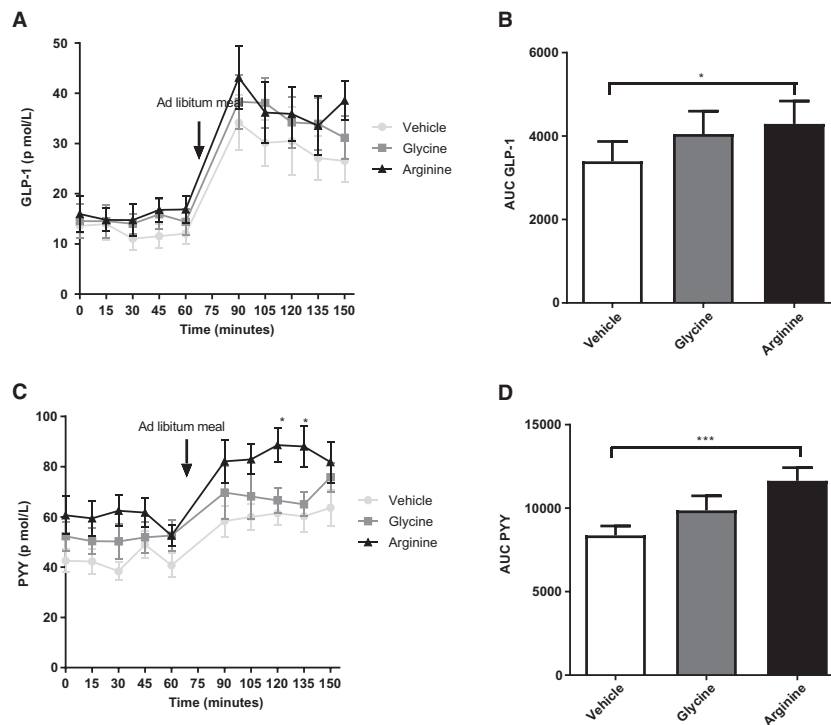 A
GLP-1 (p mol/L)
50
40
30
20
10
0
Ad libitum meal
Vehicle
Glycine
Arginine
0 15 30 45 60 90 105 120 135 150
Time (minutes)
B
AUC GLP-1
6000
4000
2000
0
*
Vehicle
Glycine
Arginine
C
PYY (p mol/L)
100
80
60
40
20
0
Ad libitum meal
* *
Vehicle
Glycine
Arginine
0 15 30 45 60 90 105 120 135 150
Time (minutes)
D
AUC PYY
15000
10000
5000
0
***
Vehicle
Glycine
Arginine